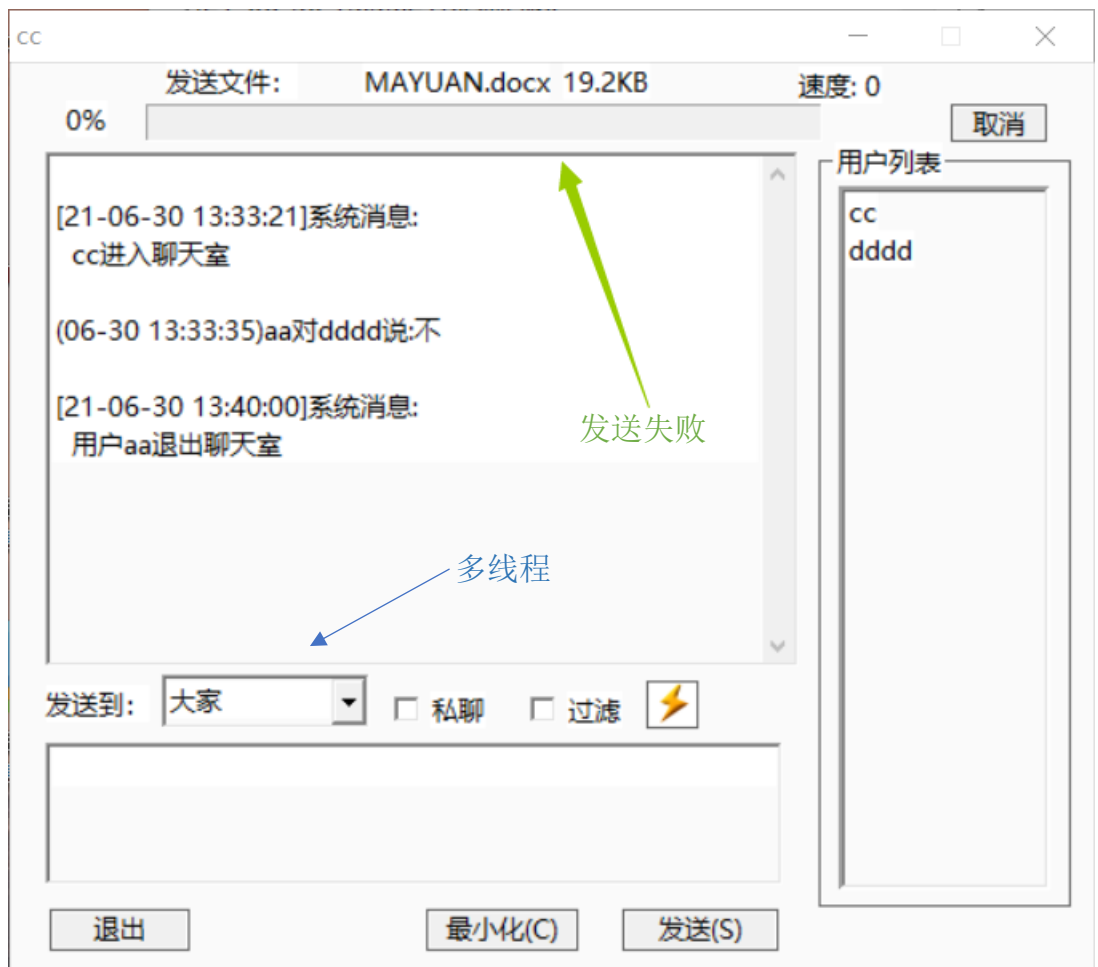 cc
发送文件: MAYUAN.docx 19.2KB 速度: 0
0% 取消
用户列表
cc
dddd
[21-06-30 13:33:21]系统消息:
cc进入聊天室
(06-30 13:33:35)aa对dddd说:不
[21-06-30 13:40:00]系统消息:
用户aa退出聊天室
发送失败
多线程
发送到: 大家 私聊 过滤
退出 最小化(C) 发送(S)